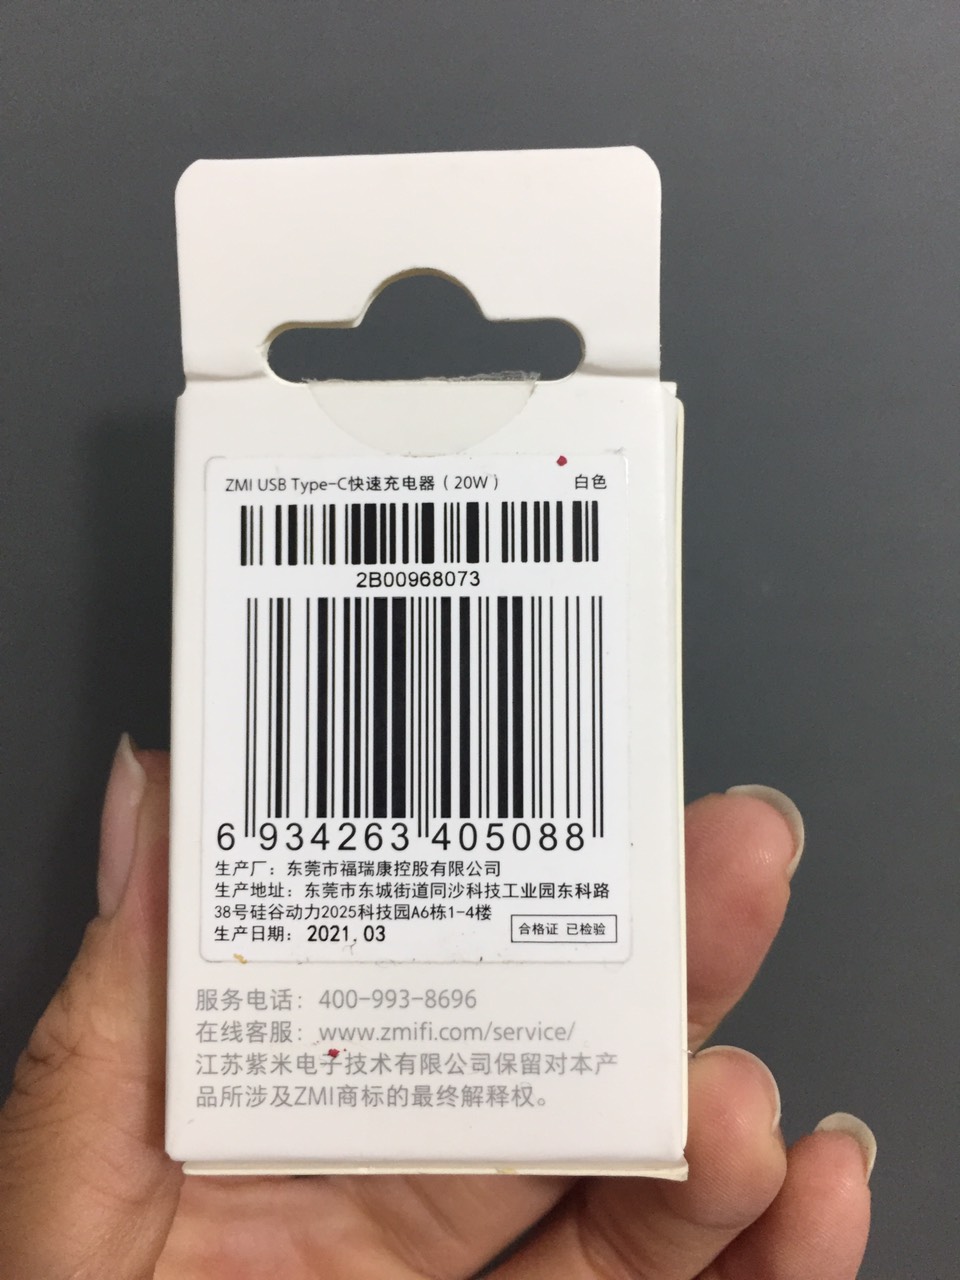 ZMI USB Type-C快速充电器（20W） 白色
2B00968073
6 934263 405088
生产厂：东莞市福瑞康控股有限公司
生产地址：东莞市东城街道同沙科技工业园东科路
38号硅谷动力2025科技园A6栋1-4楼
生产日期：2021.03 合格证 已检验
服务电话：400-993-8696
在线客服：www.zmifi.com/service/
江苏紫米电子技术有限公司保留对本产
品所涉及ZMI商标的最终解释权。